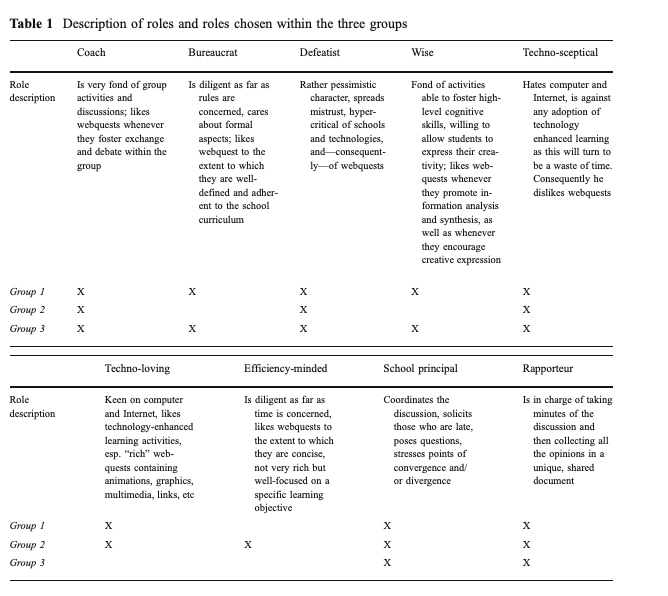 Table 1 Description of roles and roles chosen within the three groups
Coach Bureaucrat Defeatist Wise Techno-sceptical
Role description
Is very fond of group
activities and
discussions; likes
webquests whenever
they foster exchange
and debate within the
group
Is diligent as far as
rules are
concerned, cares
about formal
aspects; likes
webquest to the
extent to which
they are well-
defined and adher-
ent to the school
curriculum
Rather pessimistic
character, spreads
mistrust, hyper-
critical of schools
and technologies,
and—consequent-
ly—of webquests
Fond of activities
able to foster high-
level cognitive
skills, willing to
allow students to
express their crea-
tivity; likes web-
quests whenever
they promote in-
formation analysis
and synthesis, as
well as whenever
they encourage
creative expression
Hates computer and
Internet, is against
any adoption of
technology
enhanced learning
as this will turn to
be a waste of time.
Consequently he
dislikes webquests
Group 1 X X X X X
Group 2 X X X
Group 3 X X X X X
Techno-loving Efficiency-minded School principal Rapporteur
Role
description
Keen on computer
and Internet, likes
technology-enhanced
learning activities,
esp. “rich” web-
quests containing
animations, graphics,
multimedia, links, etc
Is diligent as far as
time is concerned,
likes webquests to
the extent to which
they are concise,
not very rich but
well-focused on a
specific learning
objective
Coordinates the
discussion, solicits
those who are late,
poses questions,
stresses points of
convergence and/
or divergence
Is in charge of taking
minutes of the
discussion and
then collecting all
the opinions in a
unique, shared
document
Group 1 X X X
Group 2 X X X X
Group 3 X X